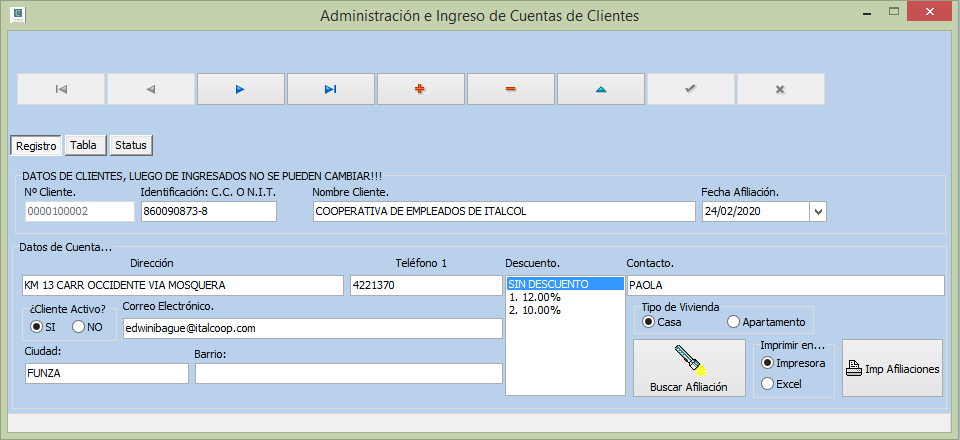 Administración e Ingreso de Cuentas de Clientes
Registro Tabla Status
DATOS DE CLIENTES, LUEGO DE INGRESADOS NO SE PUEDEN CAMBIAR!!!
Nº Cliente. Identificación: C.C. O N.I.T. Nombre Cliente. Fecha Afiliación.
0000100002 860090873-8 COOPERATIVA DE EMPLEADOS DE ITALCOL 24/02/2020
Datos de Cuenta...
Dirección Teléfono 1 Descuento. Contacto.
KM 13 CARR OCCIDENTE VIA MOSQUERA 4221370 SIN DESCUENTO PAOLA
1. 12.00%
2. 10.00%
¿Cliente Activo? Correo Electrónico. Tipo de Vivienda
SI NO edwinibague@italcoop.com Casa Apartamento
Ciudad: Barrio: Imprimir en...
FUNZA Buscar Afiliación Impresora Imp Afiliaciones
Excel